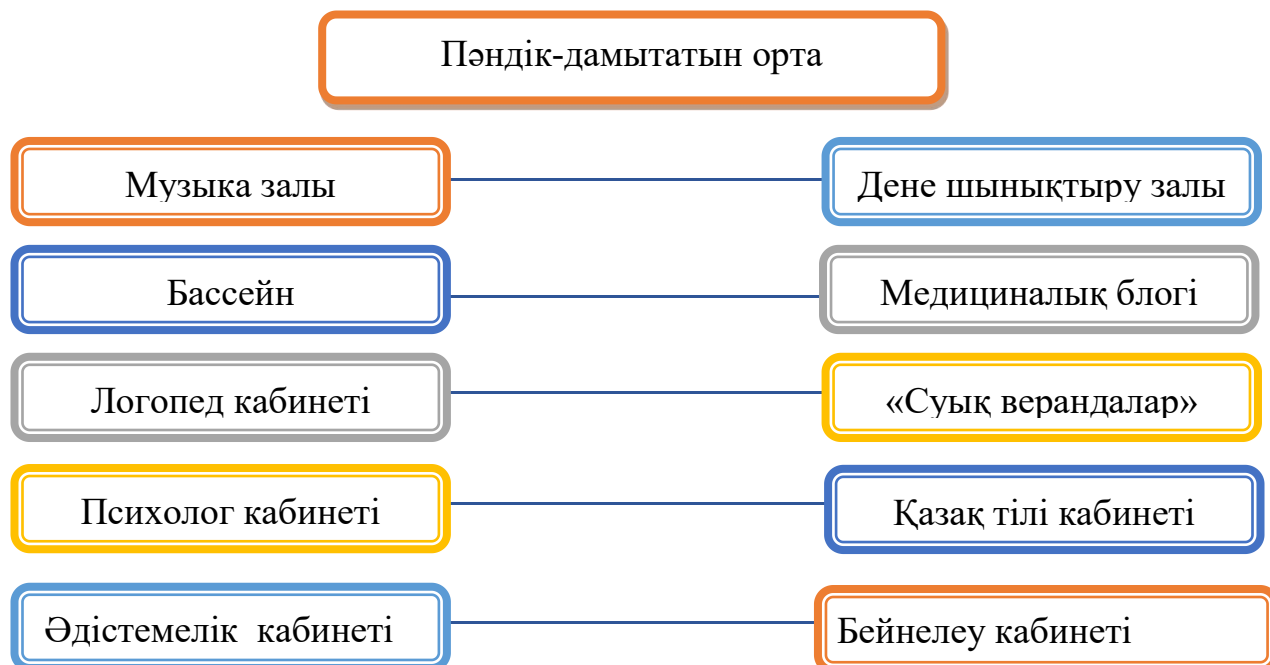 Пәндік-дамытатын орта
Музыка залы
Дене шынықтыру залы
Бассейн
Медициналық блогі
Логопед кабинеті
«Суық верандалар»
Психолог кабинеті
Қазақ тілі кабинеті
Әдістемелік  кабинеті
Бейнелеу кабинеті